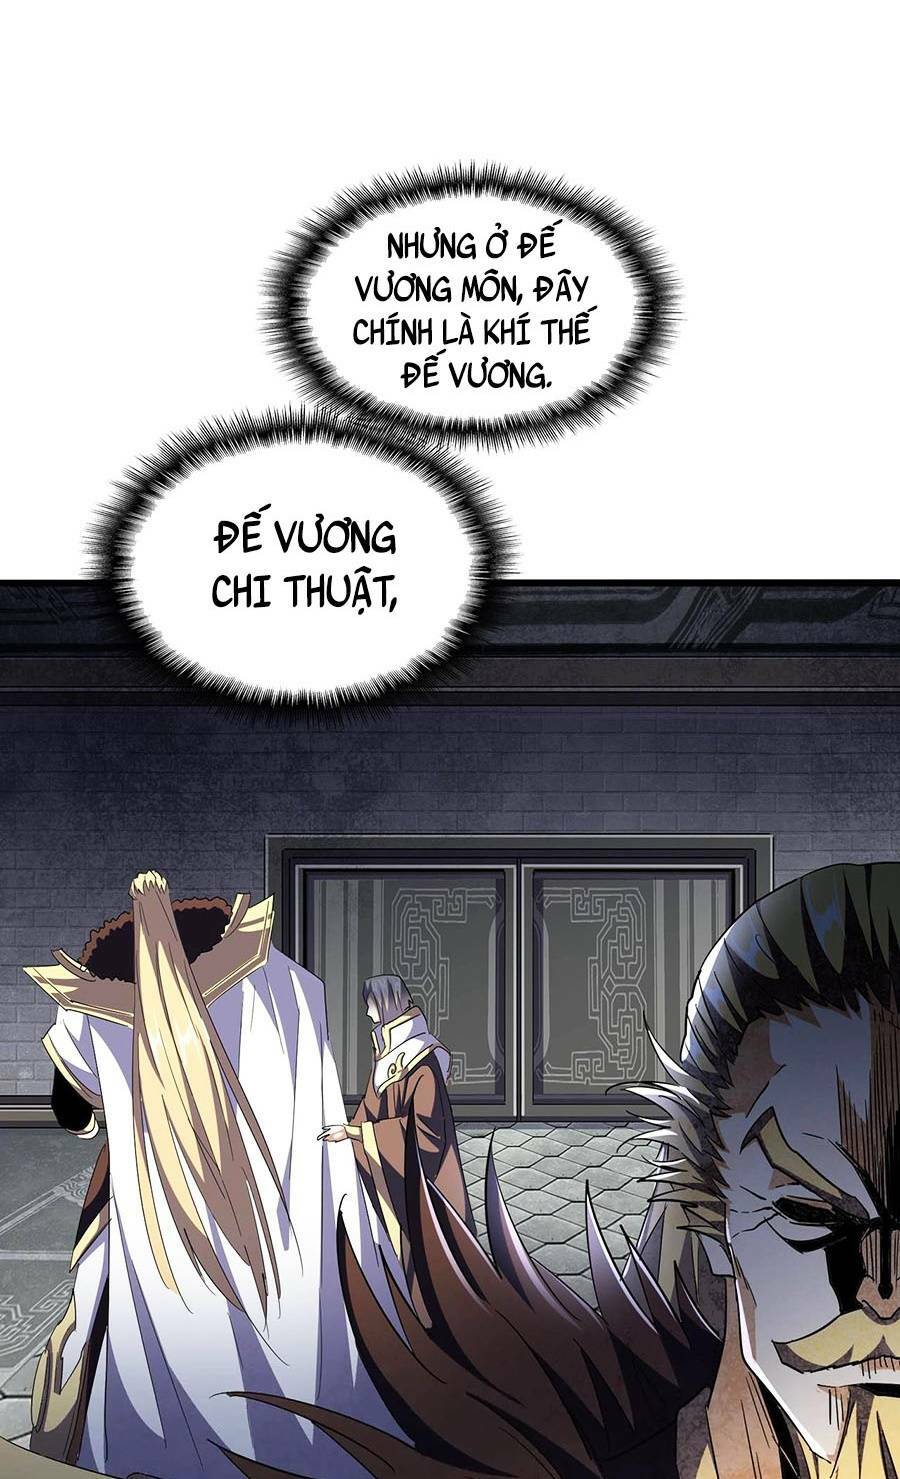 NHƯNG Ở ĐẾ
VƯƠNG MÔN, ĐÂY
CHÍNH LÀ KHÍ THẾ
ĐẾ VƯƠNG.
ĐẾ VƯƠNG
CHI THUẬT,